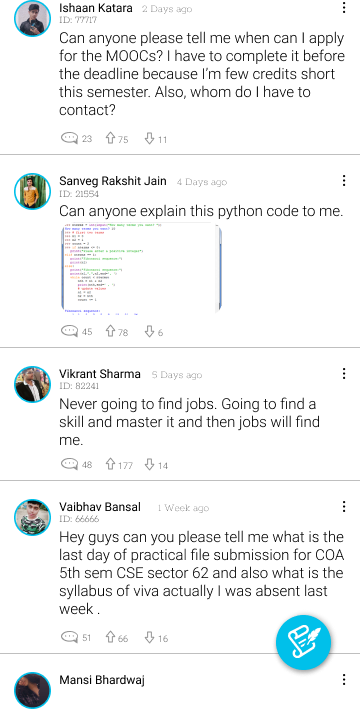 Ishaan Katara 2 Days ago
ID: 77717
Can anyone please tell me when can I apply
for the MOOCs? I have to complete it before
the deadline because I'm few credits short
this semester. Also, whom do I have to
contact?
23 75 11
Sanveg Rakshit Jain 4 Days ago
ID: 21554
Can anyone explain this python code to me.
45 78 6
Vikrant Sharma 5 Days ago
ID: 82241
Never going to find jobs. Going to find a
skill and master it and then jobs will find
me.
48 177 14
Vaibhav Bansal 1 Week ago
ID: 66666
Hey guys can you please tell me what is the
last day of practical file submission for COA
5th sem CSE sector 62 and also what is the
syllabus of viva actually I was absent last
week .
51 66 16
Mansi Bhardwaj